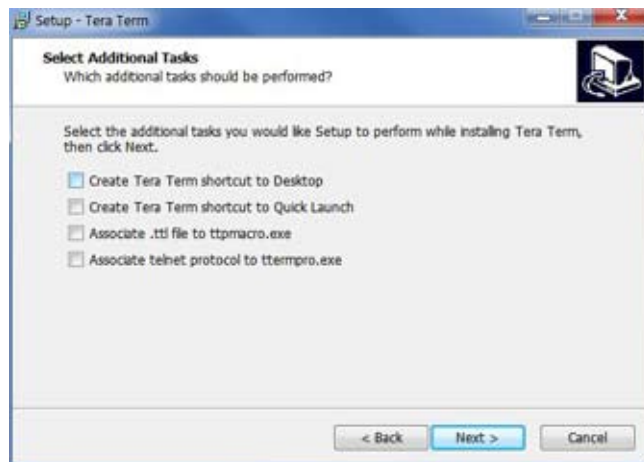 Setup - Tera Term
Select Additional Tasks
Which additional tasks should be performed?
Select the additional tasks you would like Setup to perform while installing Tera Term,
then click Next.
Create Tera Term shortcut to Desktop
Create Tera Term shortcut to Quick Launch
Associate .ttl file to ttpmacro.exe
Associate telnet protocol to ttermpro.exe
< Back Next > Cancel